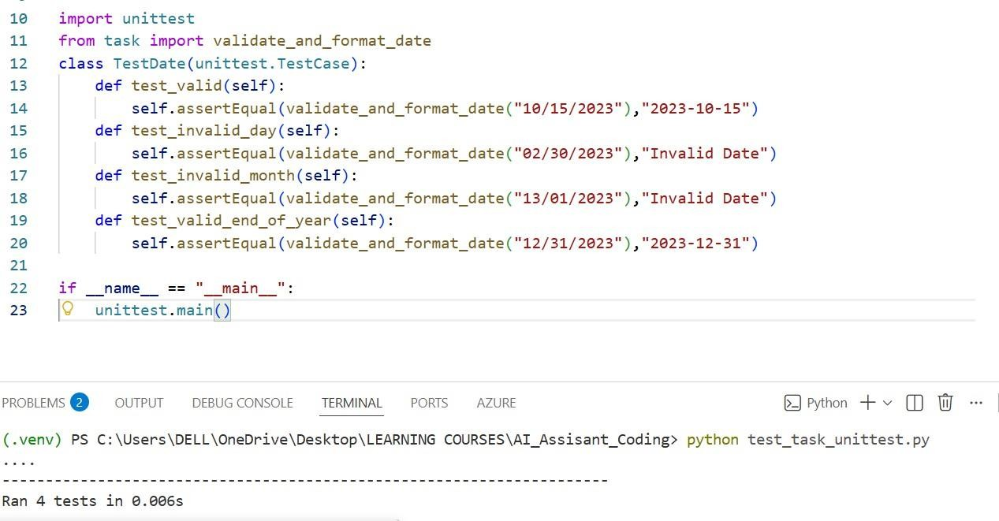 10 import unittest
11 from task import validate_and_format_date
12 class TestDate(unittest.TestCase):
13     def test_valid(self):
14         self.assertEqual(validate_and_format_date("10/15/2023"),"2023-10-15")
15     def test_invalid_day(self):
16         self.assertEqual(validate_and_format_date("02/30/2023"),"Invalid Date")
17     def test_invalid_month(self):
18         self.assertEqual(validate_and_format_date("13/01/2023"),"Invalid Date")
19     def test_valid_end_of_year(self):
20         self.assertEqual(validate_and_format_date("12/31/2023"),"2023-12-31")
21
22 if __name__ == "__main__":
23     unittest.main()
PROBLEMS 2 OUTPUT DEBUG CONSOLE TERMINAL PORTS AZURE Python
(.venv) PS C:\Users\DELL\OneDrive\Desktop\LEARNING COURSES\AI_Assisant_Coding> python test_task_unittest.py
....
----------------------------------------------------------------------
Ran 4 tests in 0.006s